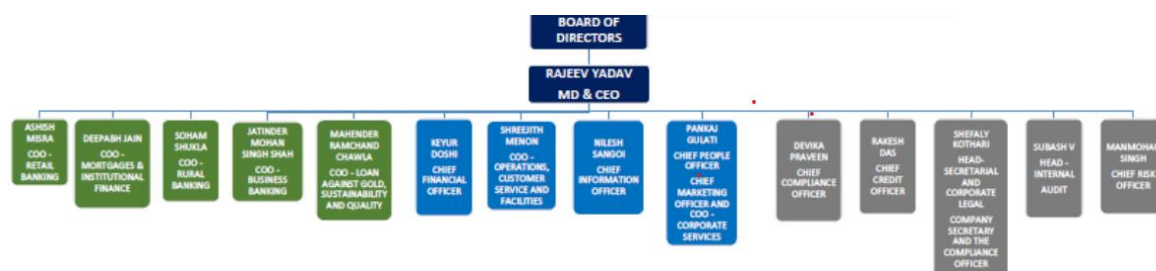 BOARD OF
DIRECTORS
RAJEEV YADAV
MD & CEO
ASHISH
MISRA
COO -
RETAIL
BANKING
DEEPABH JAIN
COO -
MORTGAGES &
INSTITUTIONAL
FINANCE
SOHAM
SHUKLA
COO -
RURAL
BANKING
JATINDER
MOHAN
SINGH SHAH
COO -
BUSINESS
BANKING
MAHENDER
RAMCHAND
CHAWLA
COO - LOAN
AGAINST GOLD,
SUSTAINABILITY
AND QUALITY
KEYUR
DOSHI
CHIEF
FINANCIAL
OFFICER
SHREEJITH
MENON
COO -
OPERATIONS,
CUSTOMER
SERVICE AND
FACILITIES
NILESH
SANGOI
CHIEF
INFORMATION
OFFICER
PANKAJ
GULATI
CHIEF PEOPLE
OFFICER
CHIEF
MARKETING
OFFICER AND
COO -
CORPORATE
SERVICES
DEVIKA
PRAVEEN
CHIEF
COMPLIANCE
OFFICER
RAKESH
DAS
CHIEF
CREDIT
OFFICER
SHEFALY
KOTHARI
HEAD-
SECRETARIAL
AND
CORPORATE
LEGAL
COMPANY
SECRETARY
AND THE
COMPLIANCE
OFFICER
SUBASH V
HEAD -
INTERNAL
AUDIT
MANMOHAN
SINGH
CHIEF RISK
OFFICER